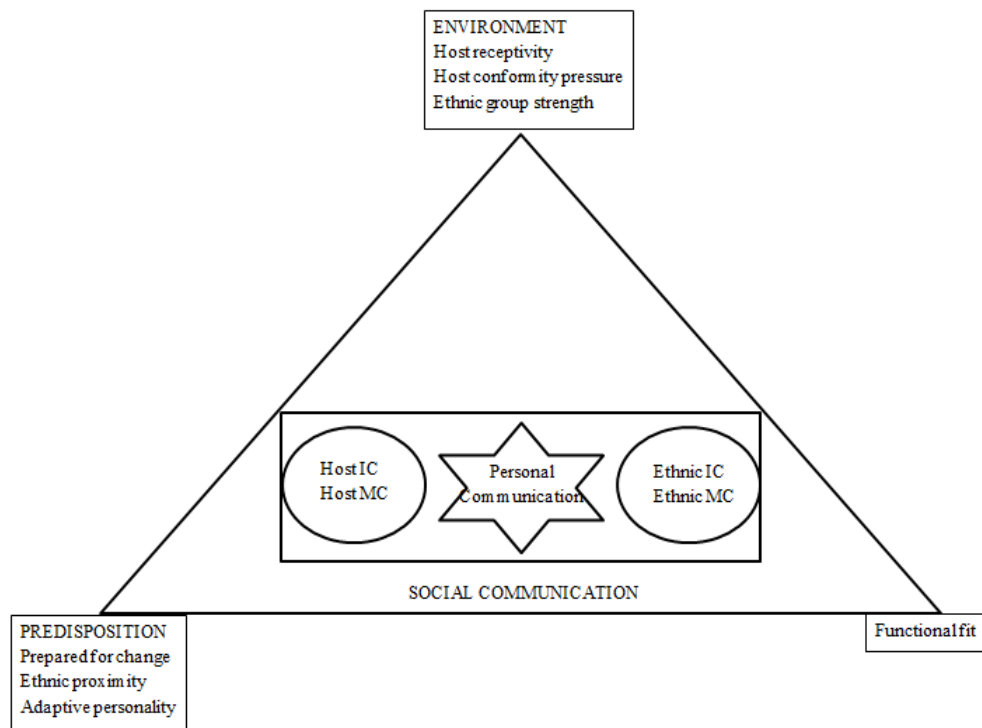 ENVIRONMENT
Host receptivity
Host conformity pressure
Ethnic group strength
Host IC
Host MC
Personal
Communication
Ethnic IC
Ethnic MC
SOCIAL COMMUNICATION
PREDISPOSITION
Prepared for change
Ethnic proximity
Adaptive personality
Functional fit